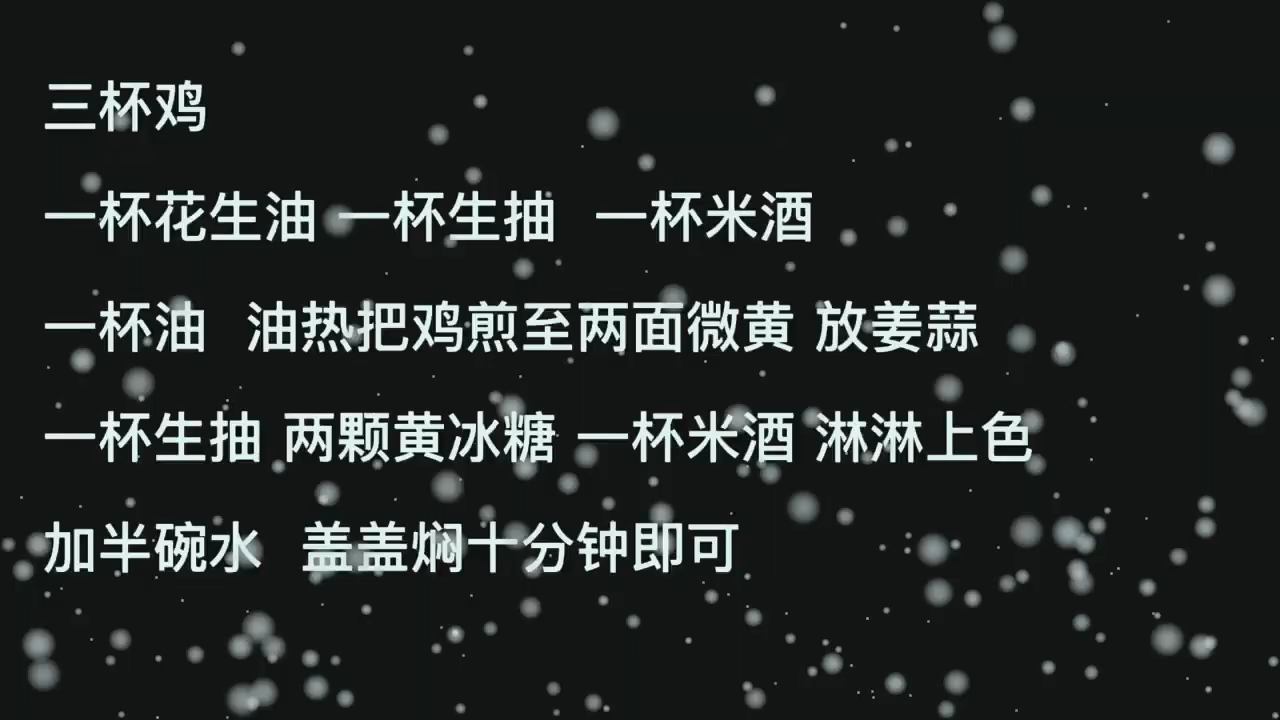 三杯鸡
一杯花生油 一杯生抽 一杯米酒
一杯油 油热把鸡煎至两面微黄 放姜蒜
一杯生抽 两颗黄冰糖 一杯米酒 淋淋上色
加半碗水 盖盖焖十分钟即可